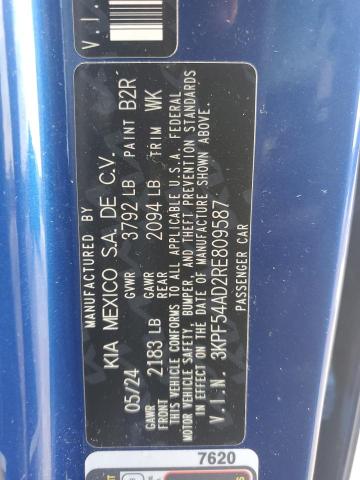 V.I.N.
MANUFACTURED BY
KIA MEXICO S.A. DE C.V.
05/24 GVWR 3792 LB PAINT B2R
GAWR FRONT 2183 LB GAWR REAR 2094 LB TRIM WK
THIS VEHICLE CONFORMS TO ALL APPLICABLE U.S.A. FEDERAL
MOTOR VEHICLE SAFETY, BUMPER, AND THEFT PREVENTION STANDARDS
IN EFFECT ON THE DATE OF MANUFACTURE SHOWN ABOVE.
V.I.N. 3KPF54AD2RE809587
PASSENGER CAR
7620